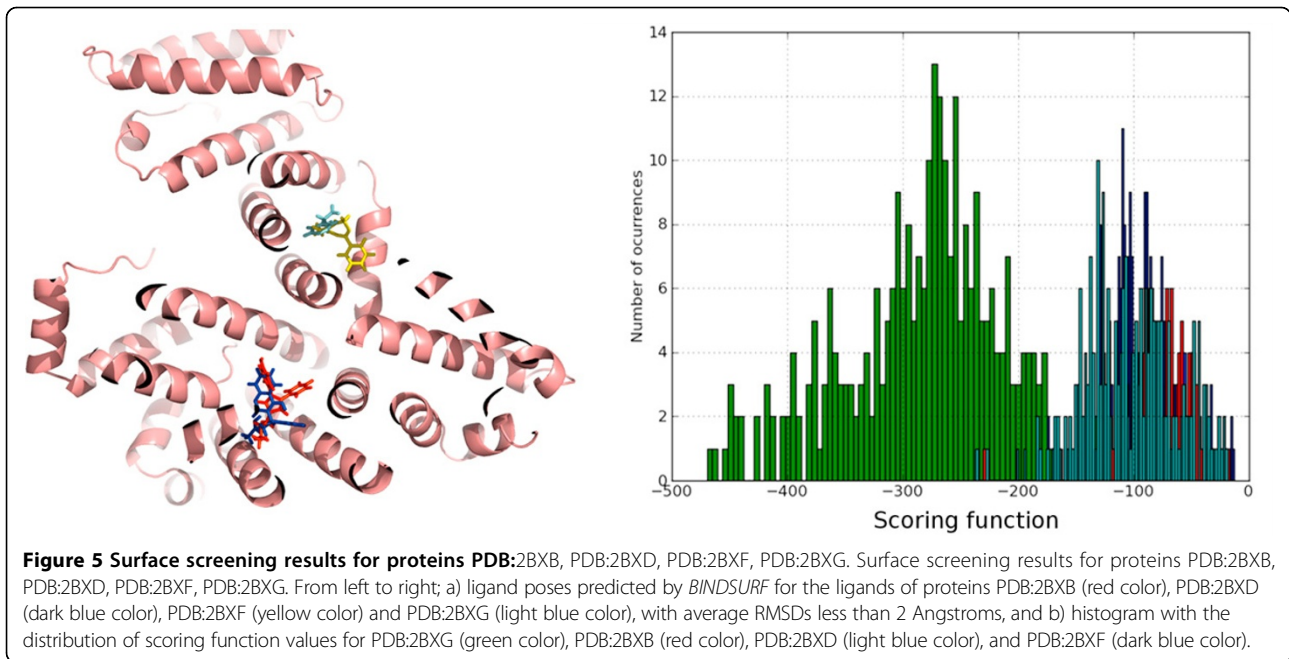 14
12
10
8
6
4
2
0
Number of ocurrences
−500
−400
−300
−200
−100
0
Scoring function
Figure 5 Surface screening results for proteins PDB:2BXB, PDB:2BXD, PDB:2BXF, PDB:2BXG. Surface screening results for proteins PDB:2BXB,
PDB:2BXD, PDB:2BXF, PDB:2BXG. From left to right; a) ligand poses predicted by BINDSURF for the ligands of proteins PDB:2BXB (red color), PDB:2BXD
(dark blue color), PDB:2BXF (yellow color) and PDB:2BXG (light blue color), with average RMSDs less than 2 Angstroms, and b) histogram with the
distribution of scoring function values for PDB:2BXG (green color), PDB:2BXB (red color), PDB:2BXD (light blue color), and PDB:2BXF (dark blue color).